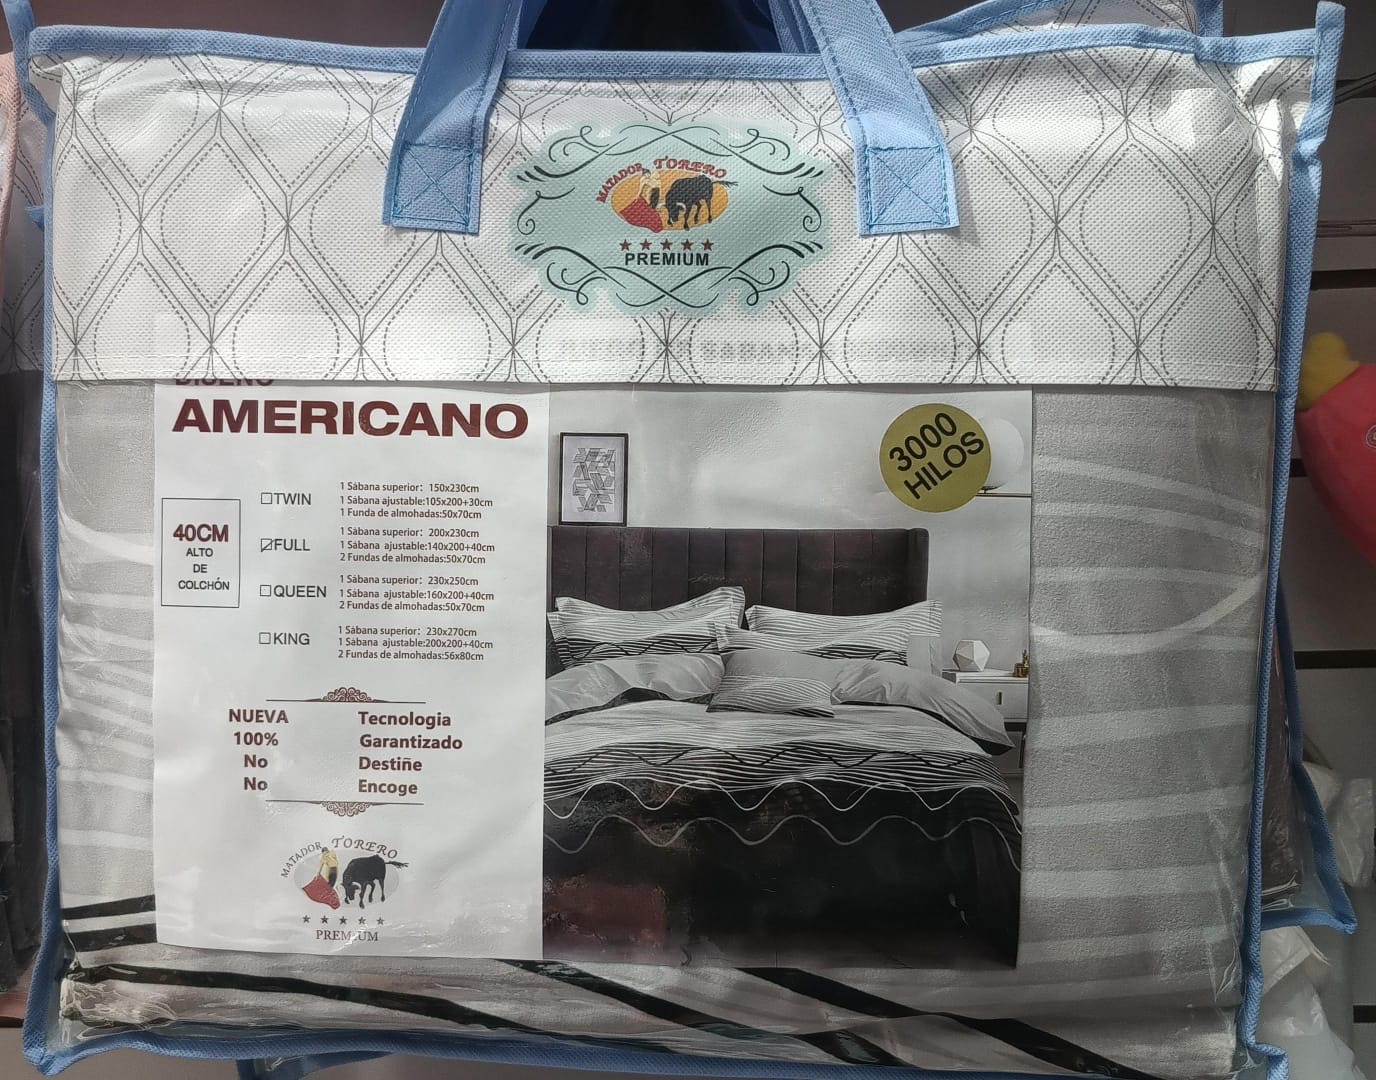 MATADOR TORERO
PREMIUM
DISEÑO
AMERICANO
3000
HILOS
40CM
ALTO
DE
COLCHÓN
TWIN
1 Sábana superior: 150x230cm
1 Sábana ajustable:105x200+30cm
1 Funda de almohadas:50x70cm
FULL
1 Sábana superior: 200x230cm
1 Sábana ajustable:140x200+40cm
2 Fundas de almohadas:50x70cm
QUEEN
1 Sábana superior: 230x250cm
1 Sábana ajustable:160x200+40cm
2 Fundas de almohadas:50x70cm
KING
1 Sábana superior: 230x270cm
1 Sábana ajustable:200x200+40cm
2 Fundas de almohadas:56x80cm
NUEVA Tecnologia
100% Garantizado
No Destiñe
No Encoge
MATADOR TORERO
PREMIUM